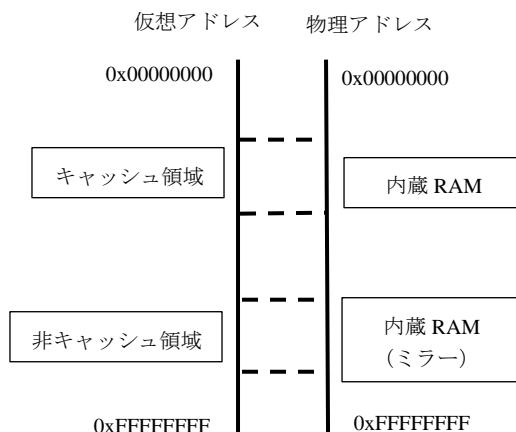 仮想アドレス 物理アドレス
0x00000000 0x00000000
キャッシュ領域 内蔵 RAM
非キャッシュ領域 内蔵 RAM
(ミラー)
0xFFFFFFFF 0xFFFFFFFF